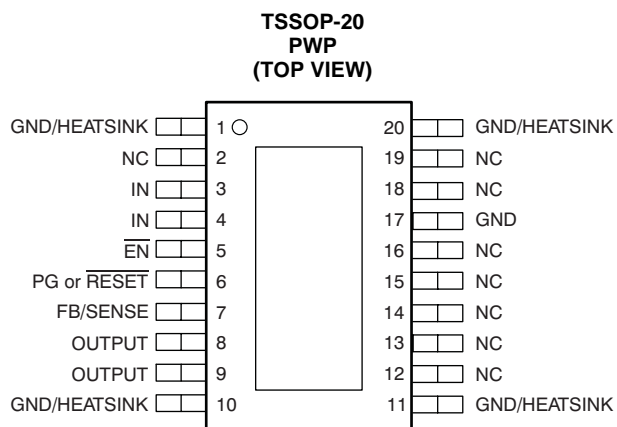 TSSOP-20
PWP
(TOP VIEW)
GND/HEATSINK 1 20 GND/HEATSINK
NC 2 19 NC
IN 3 18 NC
IN 4 17 GND
EN 5 16 NC
PG or RESET 6 15 NC
FB/SENSE 7 14 NC
OUTPUT 8 13 NC
OUTPUT 9 12 NC
GND/HEATSINK 10 11 GND/HEATSINK